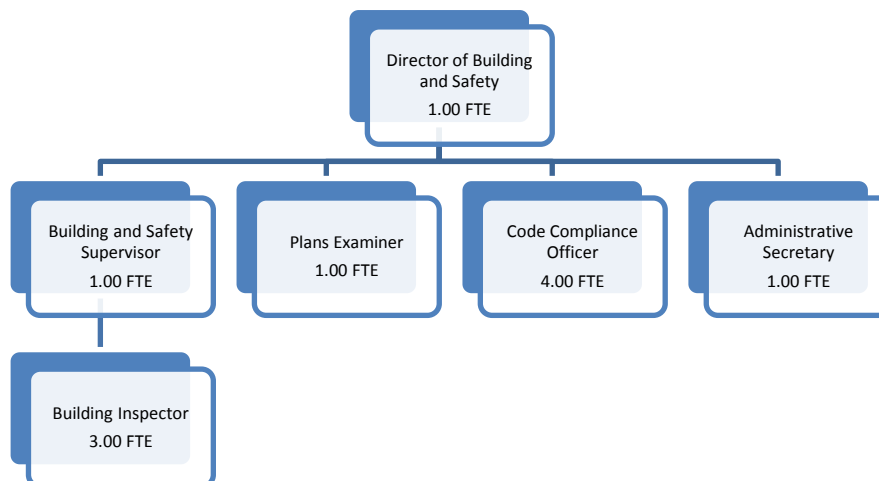 Director of Building
and Safety
1.00 FTE
Building and Safety
Supervisor
1.00 FTE
Plans Examiner
1.00 FTE
Code Compliance
Officer
4.00 FTE
Administrative
Secretary
1.00 FTE
Building Inspector
3.00 FTE